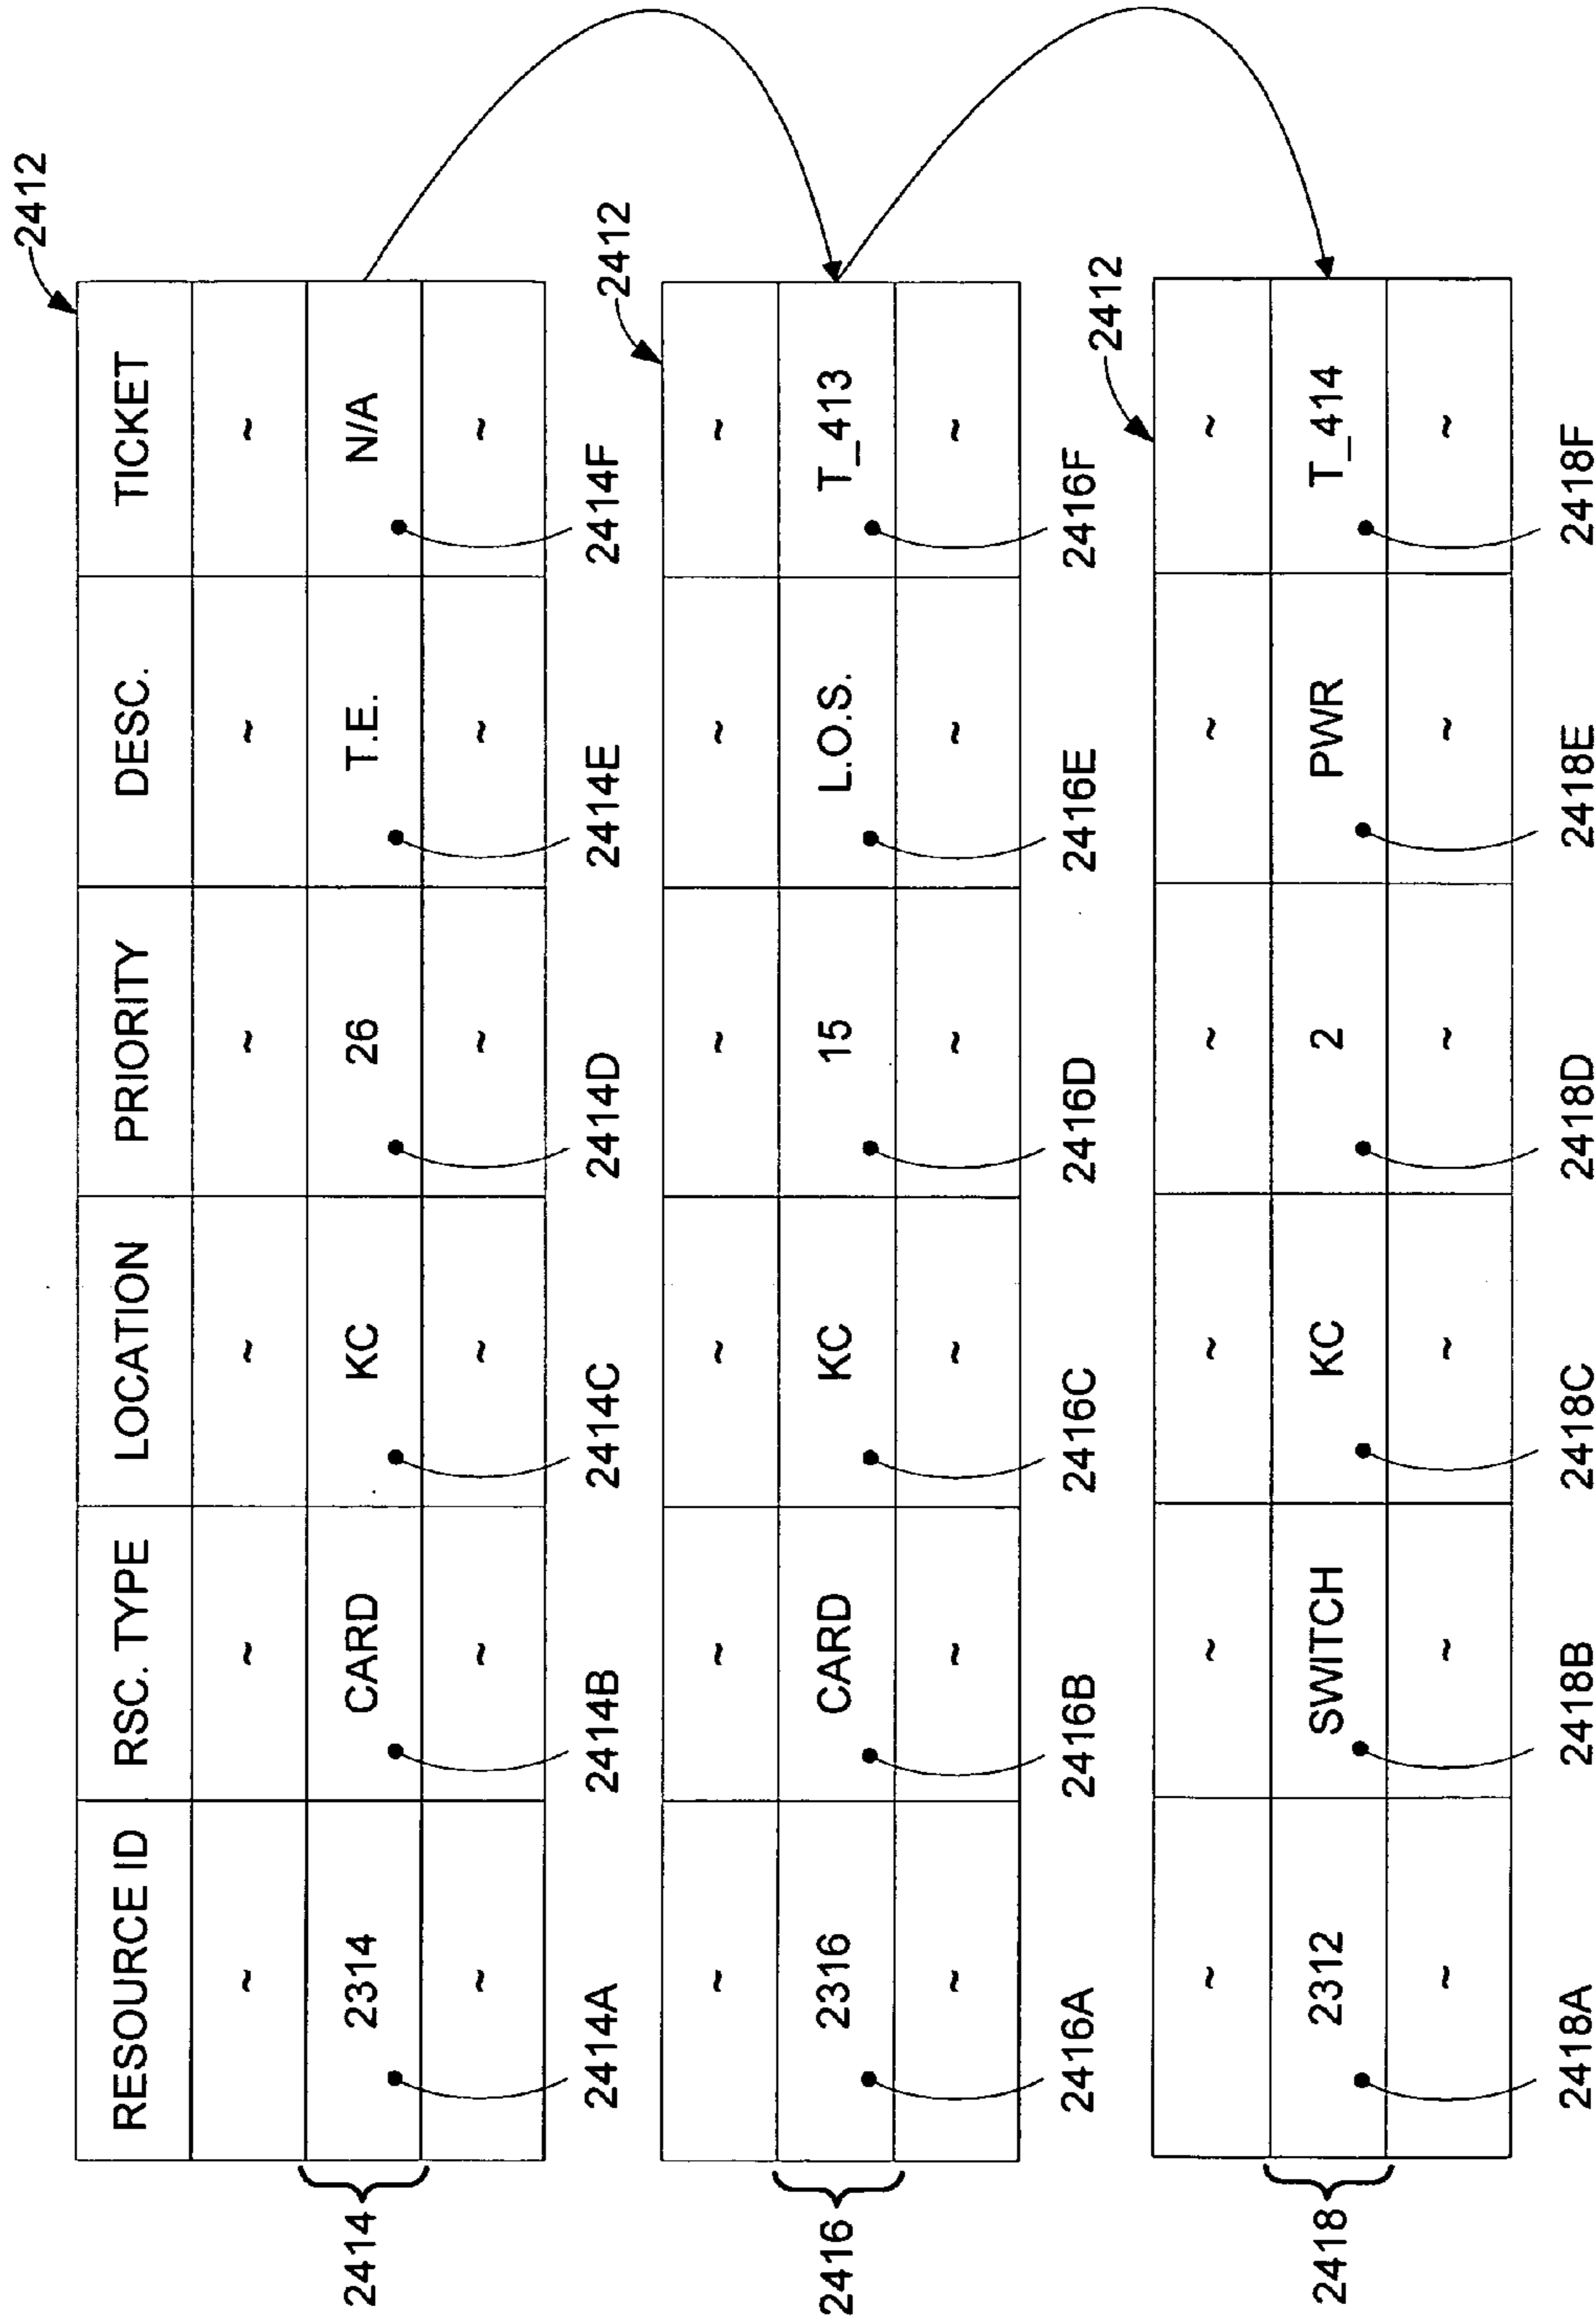 2412
RESOURCE ID RSC. TYPE LOCATION PRIORITY DESC. TICKET
~ ~ ~ ~ ~ ~
2414 2314 CARD KC 26 T.E. N/A
~ ~ ~ ~ ~ ~
2414A 2414B 2414C 2414D 2414E 2414F
2412
~ ~ ~ ~ ~ ~
2416 2316 CARD KC 15 L.O.S. T_413
~ ~ ~ ~ ~ ~
2416A 2416B 2416C 2416D 2416E 2416F
2412
~ ~ ~ ~ ~ ~
2418 2312 SWITCH KC 2 PWR T_414
~ ~ ~ ~ ~ ~
2418A 2418B 2418C 2418D 2418E 2418F